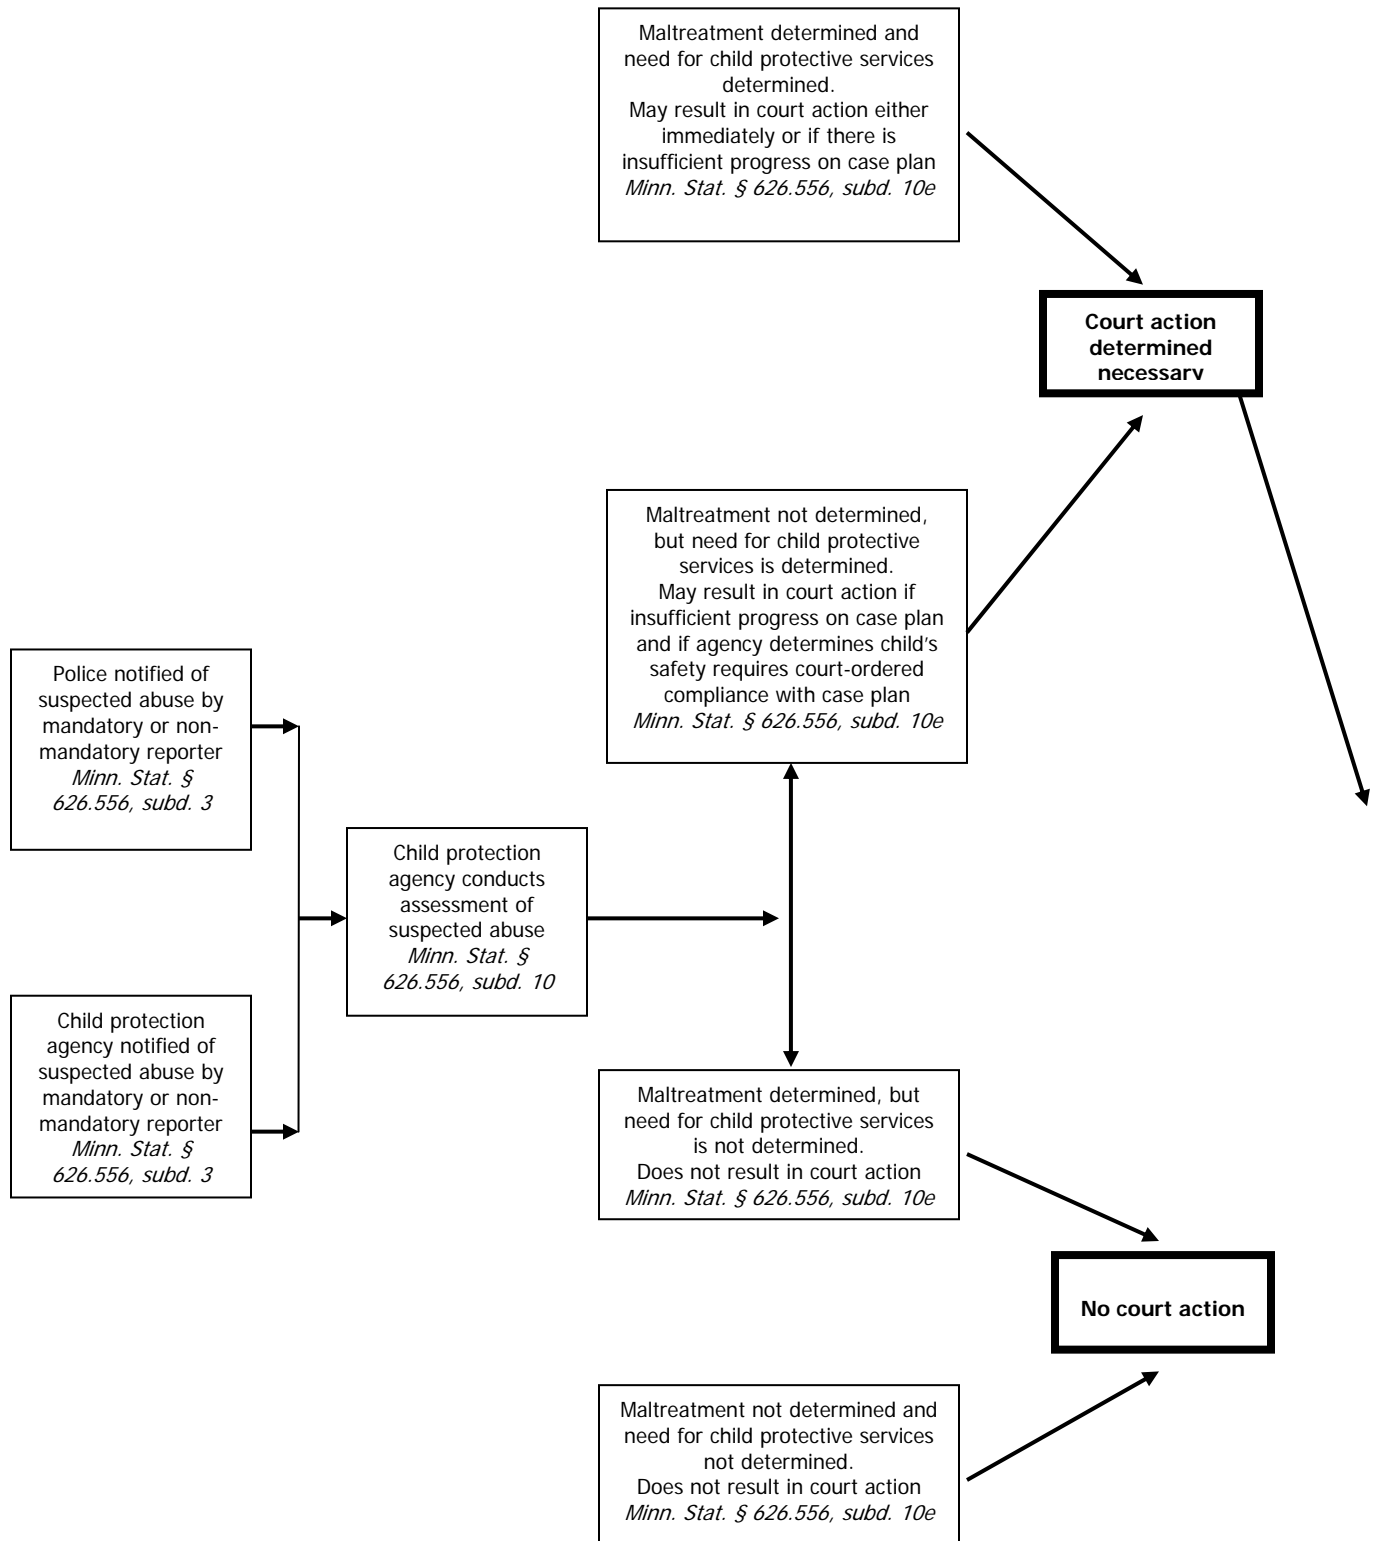 Maltreatment determined and
need for child protective services
determined.
May result in court action either
immediately or if there is
insufficient progress on case plan
Minn. Stat. § 626.556, subd. 10e
Court action
determined
necessary
Maltreatment not determined,
but need for child protective
services is determined.
May result in court action if
insufficient progress on case plan
and if agency determines child's
safety requires court-ordered
compliance with case plan
Minn. Stat. § 626.556, subd. 10e
Police notified of
suspected abuse by
mandatory or non-
mandatory reporter
Minn. Stat. §
626.556, subd. 3
Child protection
agency conducts
assessment of
suspected abuse
Minn. Stat. §
626.556, subd. 10
Child protection
agency notified of
suspected abuse by
mandatory or non-
mandatory reporter
Minn. Stat. §
626.556, subd. 3
Maltreatment determined, but
need for child protective services
is not determined.
Does not result in court action
Minn. Stat. § 626.556, subd. 10e
No court action
Maltreatment not determined and
need for child protective services
not determined.
Does not result in court action
Minn. Stat. § 626.556, subd. 10e